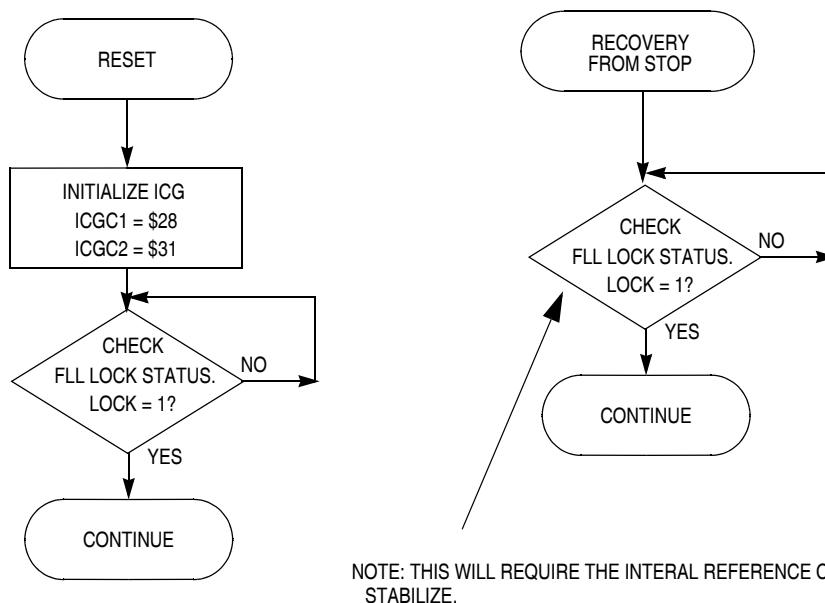 RESET
INITIALIZE ICG
ICGC1 = $28
ICGC2 = $31
CHECK
FLL LOCK STATUS.
LOCK = 1?
NO
YES
CONTINUE
RECOVERY
FROM STOP
CHECK
FLL LOCK STATUS.
LOCK = 1?
NO
YES
CONTINUE
NOTE: THIS WILL REQUIRE THE INTERAL REFERENCE
STABILIZE.